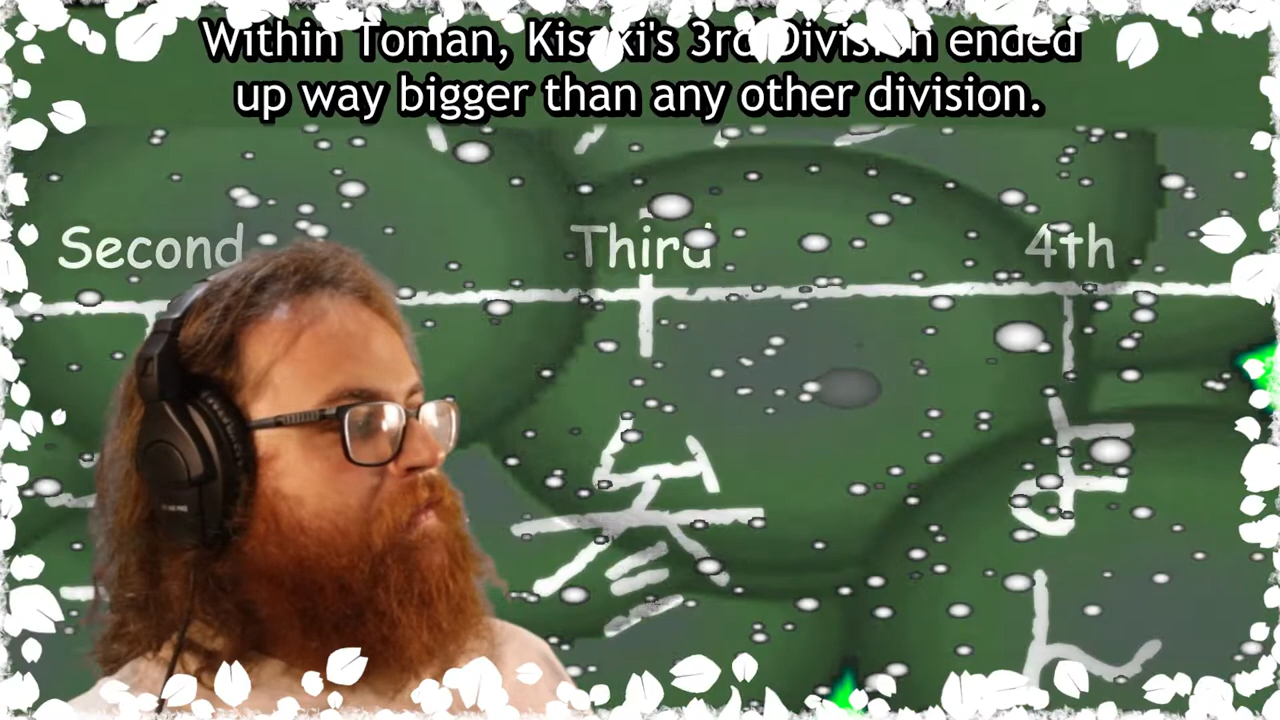 Within Toman, Kisaki's 3rd Division ended
up way bigger than any other division.
Second
Third
4th